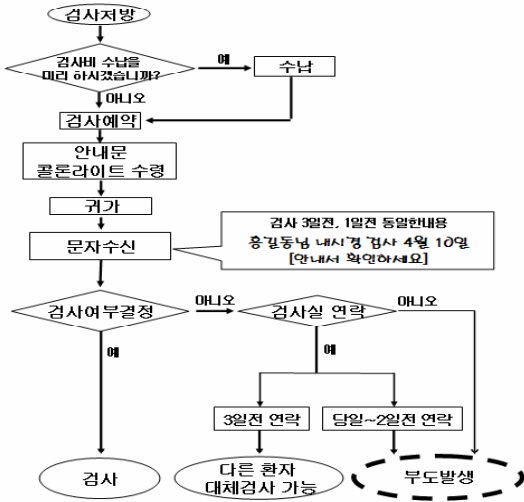 검사처방
검사비 수납을
미리 하시겠습니까?
예
수납
아니오
검사예약
안내문
콜론라이트 수령
귀가
문자수신
검사 3일전, 1일전 동일한내용
홍길동님 내시경 검사 4월 10일
[안내서 확인하세요]
검사여부결정
아니오
검사실 연락
아니오
예
예
3일전 연락
당일~2일전 연락
검사
다른 환자
대체검사 가능
부도발생